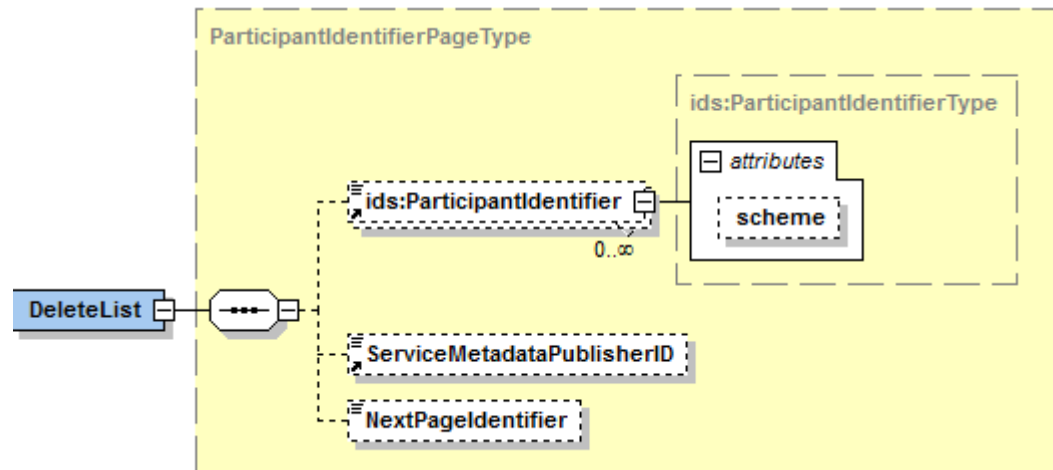 ParticipantIdentifierPageType
ids:ParticipantIdentifierType
attributes
ids:ParticipantIdentifier
scheme
0..∞
DeleteList
ServiceMetadataPublisherID
NextPageIdentifier